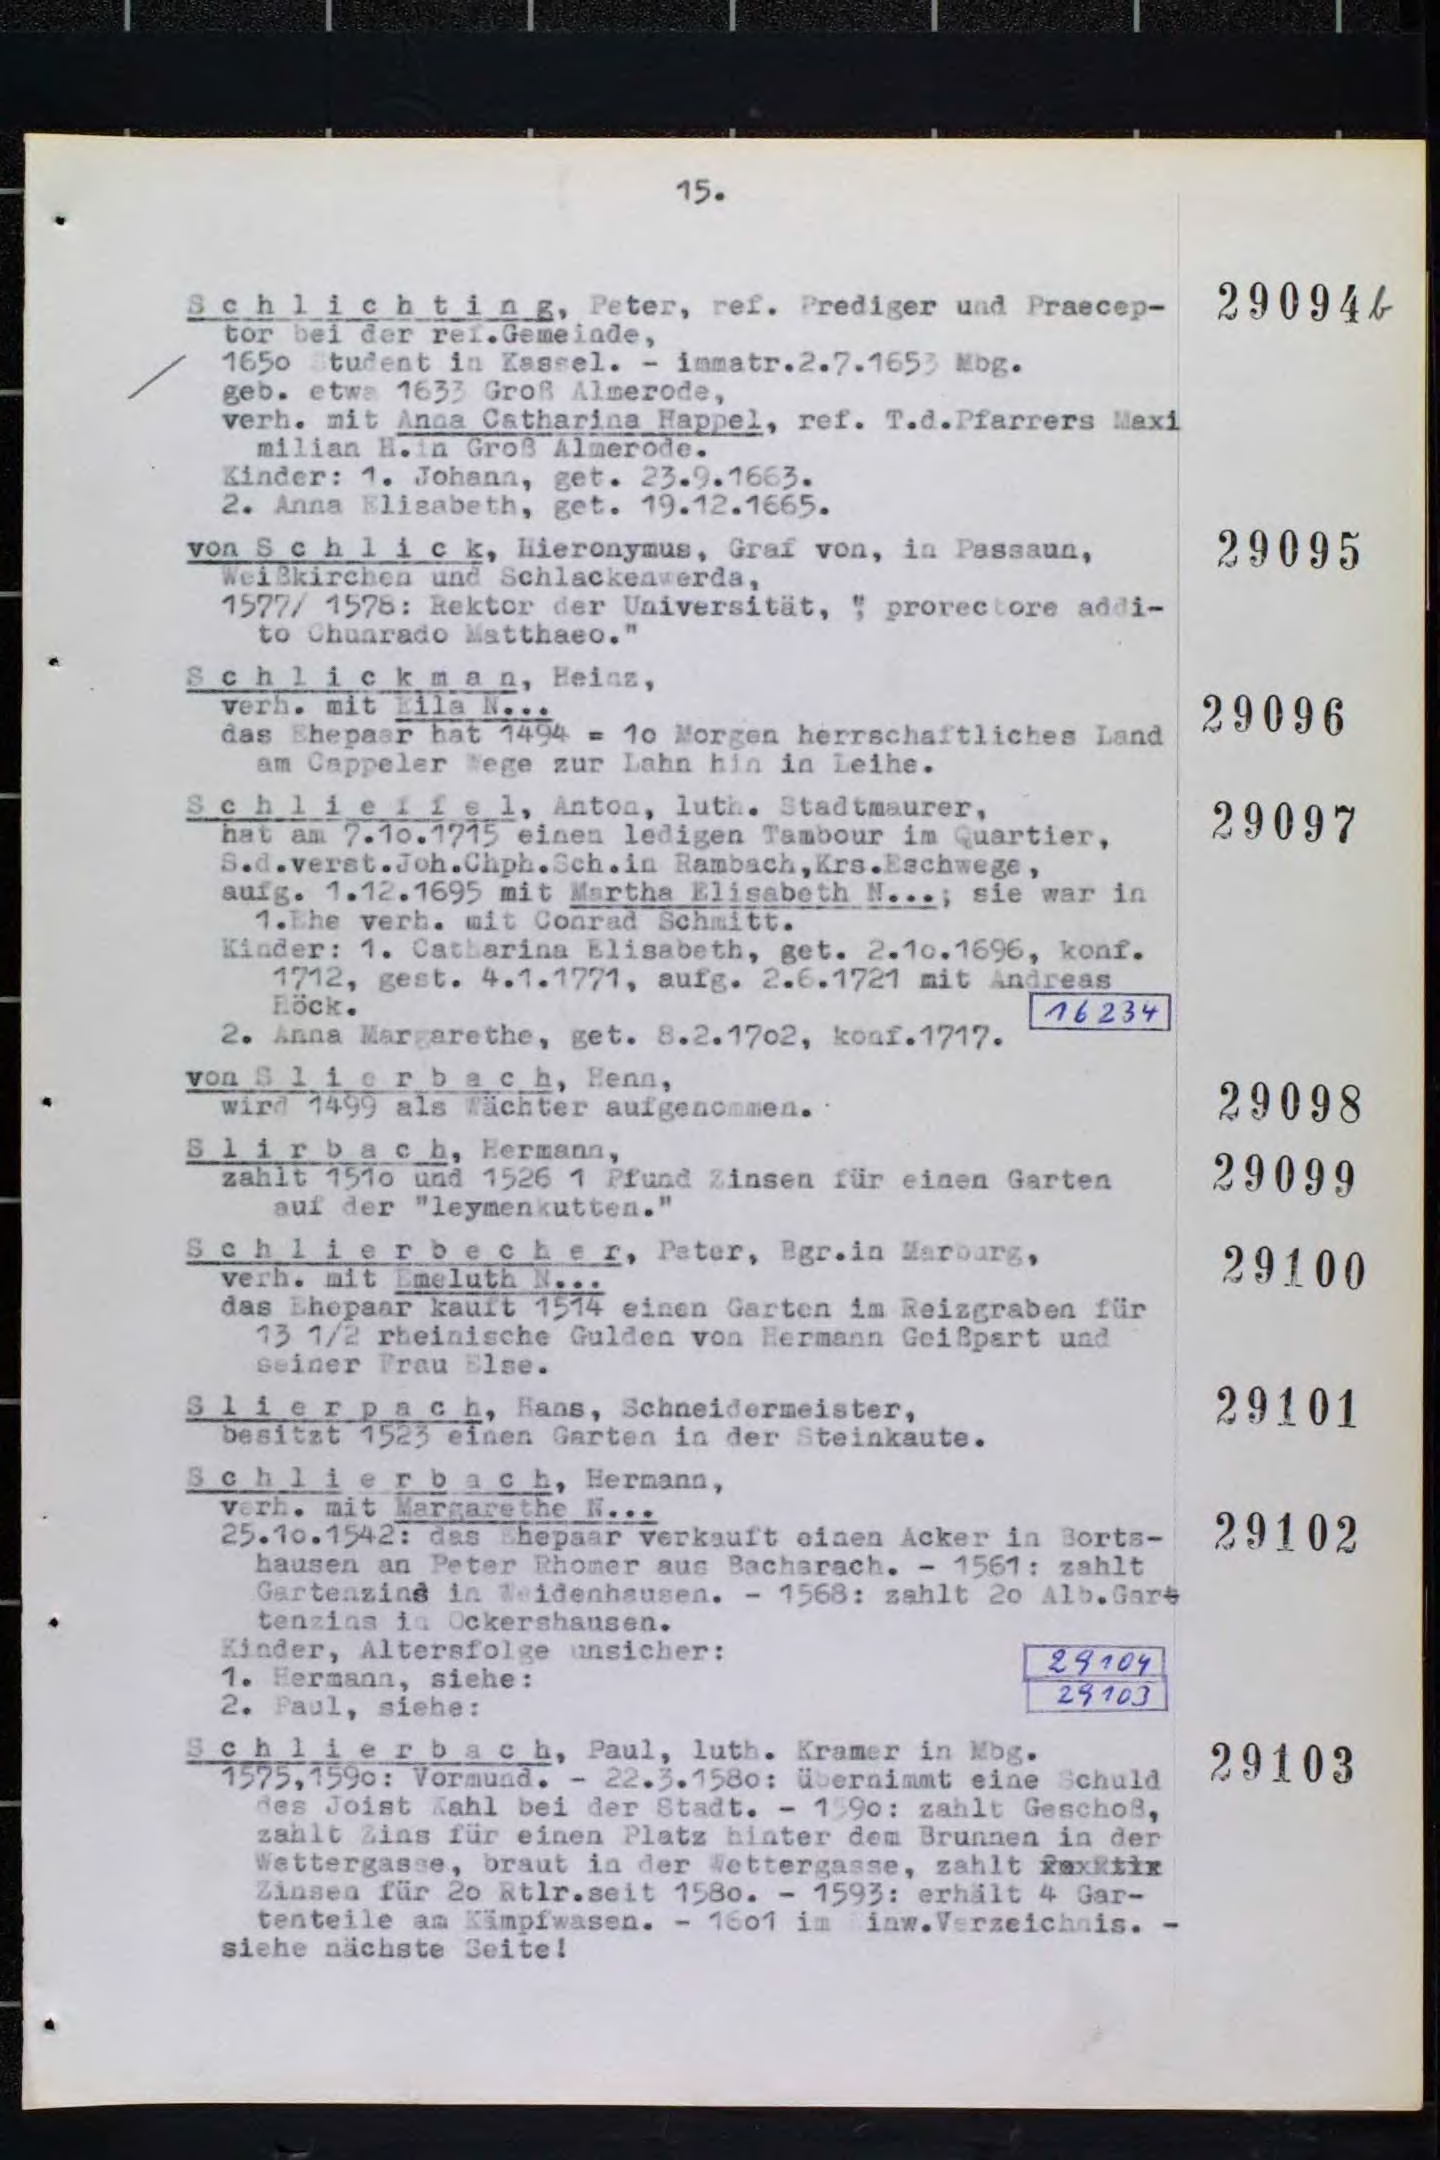 15.
S c h l i c h t i n g, Peter, ref. Prediger und Praecep- 29094b
tor bei der ref.Gemeinde,
165o Student in Kassel. - immatr.2.7.1653 Mbg.
geb. etwa 1633 Groß Almerode,
verh. mit Anna Catharina Happel, ref. T.d.Pfarrers Maxi
milian H.in Groß Almerode.
Kinder: 1. Johann, get. 23.9.1663.
2. Anna Elisabeth, get. 19.12.1665.
von S c h l i c k, Hieronymus, Graf von, in Passaun, 29095
Weißkirchen und Schlackenwerda,
1577/ 1578: Rektor der Universität, " prorectore addi-
to Chunrado Matthaeo."
S c h l i c k m a n, Heinz,
verh. mit Eila N... 29096
das Ehepaar hat 1494 = 1o Morgen herrschaftliches Land
am Cappeler Wege zur Lahn hin in Leihe.
S c h l i e f f e l, Anton, luth. Stadtmaurer, 29097
hat am 7.1o.1715 einen ledigen Tambour im Quartier,
S.d.verst.Joh.Chph.Sch.in Rambach,Krs.Eschwege,
aufg. 1.12.1695 mit Martha Elisabeth N...; sie war in
1.Ehe verh. mit Conrad Schmitt.
Kinder: 1. Catharina Elisabeth, get. 2.1o.1696, konf.
1712, gest. 4.1.1771, aufg. 2.6.1721 mit Andreas
Höck. 16234
2. Anna Margarethe, get. 8.2.17o2, konf.1717.
von S l i e r b a c h, Henn, 29098
wird 1499 als Wächter aufgenommen.
S l i r b a c h, Hermann, 29099
zahlt 151o und 1526 1 Pfund Zinsen für einen Garten
auf der "leymenkutten."
S c h l i e r b e c h e r, Peter, Bgr.in Marburg, 29100
verh. mit Emeluth N...
das Ehepaar kauft 1514 einen Garten im Reizgraben für
13 1/2 rheinische Gulden von Hermann Geißpart und
seiner Frau Else.
S l i e r p a c h, Hans, Schneidermeister, 29101
besitzt 1523 einen Garten in der Steinkaute.
S c h l i e r b a c h, Hermann,
verh. mit Margarethe N...
25.1o.1542: das Ehepaar verkauft einen Acker in Borts- 29102
hausen an Peter Rhomer aus Bacharach. - 1561: zahlt
Gartenzins in Weidenhausen. - 1568: zahlt 2o Alb.Gart
tenzins in Ockershausen.
Kinder, Altersfolge unsicher:
1. Hermann, siehe: 29104
2. Paul, siehe: 29103
S c h l i e r b a c h, Paul, luth. Kramer in Mbg. 29103
1575,159o: Vormund. - 22.3.158o: übernimmt eine Schuld
des Joist Kahl bei der Stadt. - 159o: zahlt Geschoß,
zahlt Zins für einen Platz hinter dem Brunnen in der
Wettergasse, braut in der Wettergasse, zahlt
Zinsen für 2o Rtlr.seit 158o. - 1593: erhält 4 Gar-
tenteile am Kämpfwasen. - 16o1 im Einw.Verzeichnis. -
siehe nächste Seite!